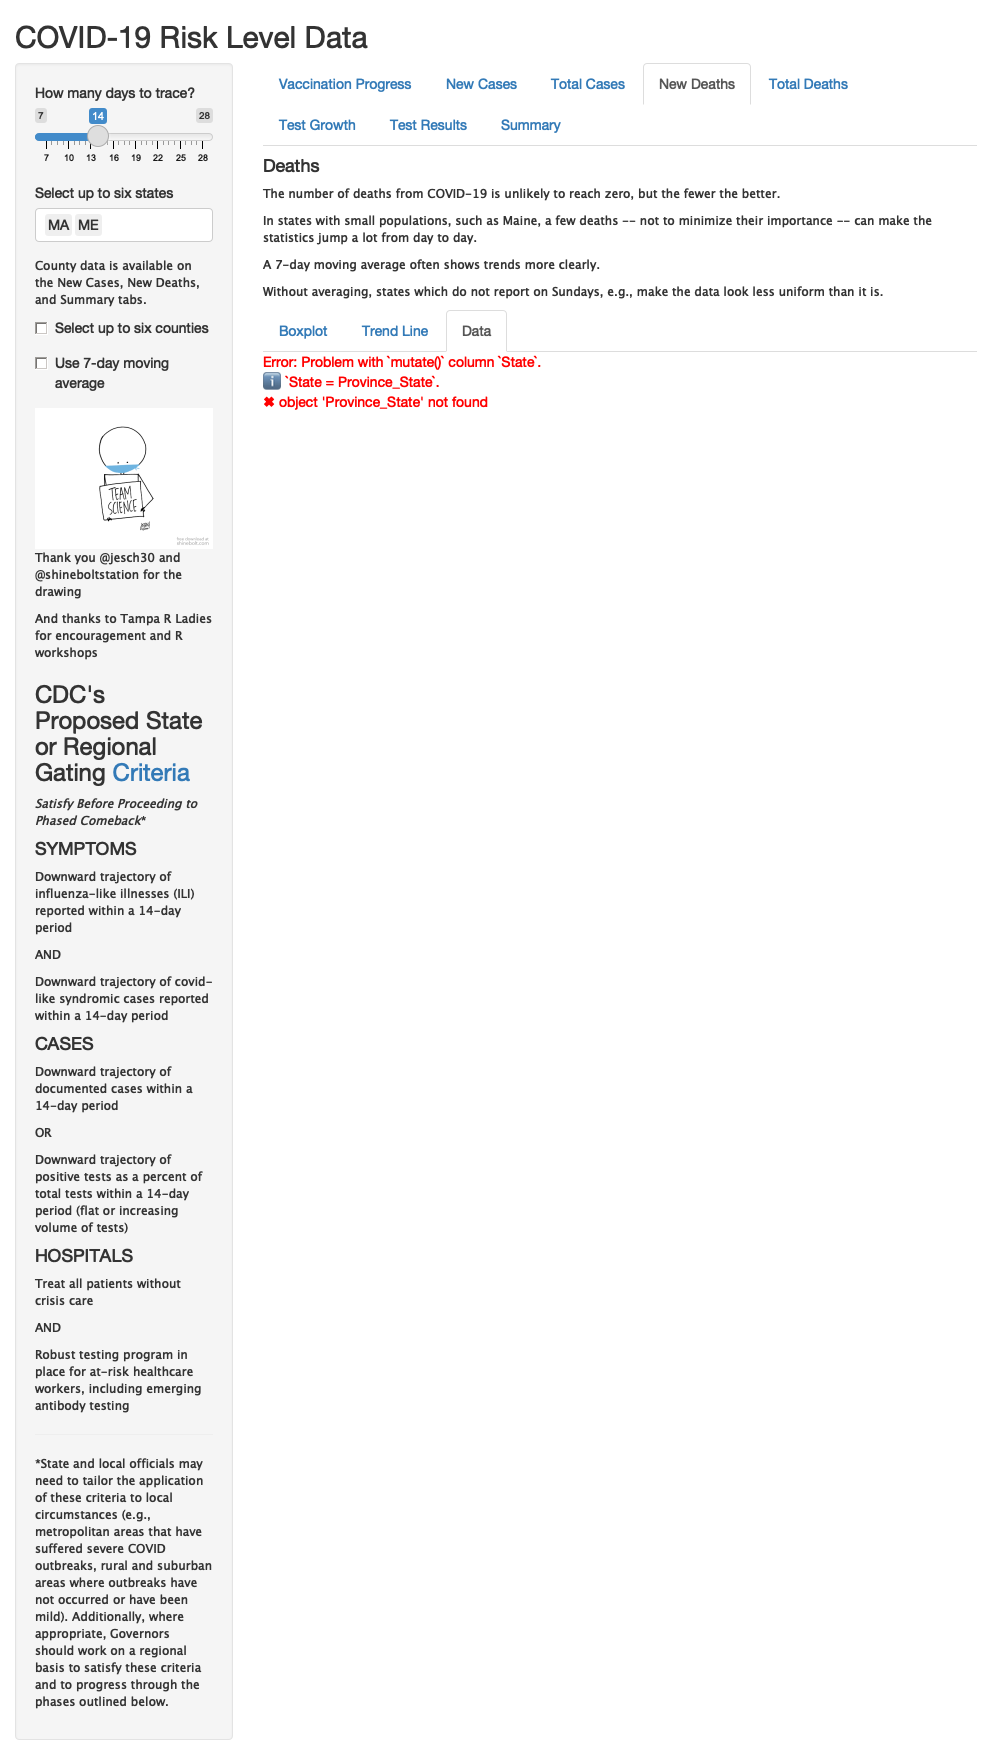 COVID-19 Risk Level Data
How many days to trace?
7 14 28
7 10 13 16 19 22 25 28
Select up to six states
MA ME
County data is available on
the New Cases, New Deaths,
and Summary tabs.
Select up to six counties
Use 7-day moving
average
TEAM
SCIENCE
free download at
shinebolt.com
Thank you @jesch30 and
@shineboltstation for the
drawing
And thanks to Tampa R Ladies
for encouragement and R
workshops
CDC's
Proposed State
or Regional
Gating Criteria
Satisfy Before Proceeding to
Phased Comeback*
SYMPTOMS
Downward trajectory of
influenza-like illnesses (ILI)
reported within a 14-day
period
AND
Downward trajectory of covid-
like syndromic cases reported
within a 14-day period
CASES
Downward trajectory of
documented cases within a
14-day period
OR
Downward trajectory of
positive tests as a percent of
total tests within a 14-day
period (flat or increasing
volume of tests)
HOSPITALS
Treat all patients without
crisis care
AND
Robust testing program in
place for at-risk healthcare
workers, including emerging
antibody testing
*State and local officials may
need to tailor the application
of these criteria to local
circumstances (e.g.,
metropolitan areas that have
suffered severe COVID
outbreaks, rural and suburban
areas where outbreaks have
not occurred or have been
mild). Additionally, where
appropriate, Governors
should work on a regional
basis to satisfy these criteria
and to progress through the
phases outlined below.
Vaccination Progress New Cases Total Cases New Deaths Total Deaths
Test Growth Test Results Summary
Deaths
The number of deaths from COVID-19 is unlikely to reach zero, but the fewer the better.
In states with small populations, such as Maine, a few deaths -- not to minimize their importance -- can make the
statistics jump a lot from day to day.
A 7-day moving average often shows trends more clearly.
Without averaging, states which do not report on Sundays, e.g., make the data look less uniform than it is.
Boxplot Trend Line Data
Error: Problem with `mutate()` column `State`.
ℹ `State = Province_State`.
✖ object 'Province_State' not found